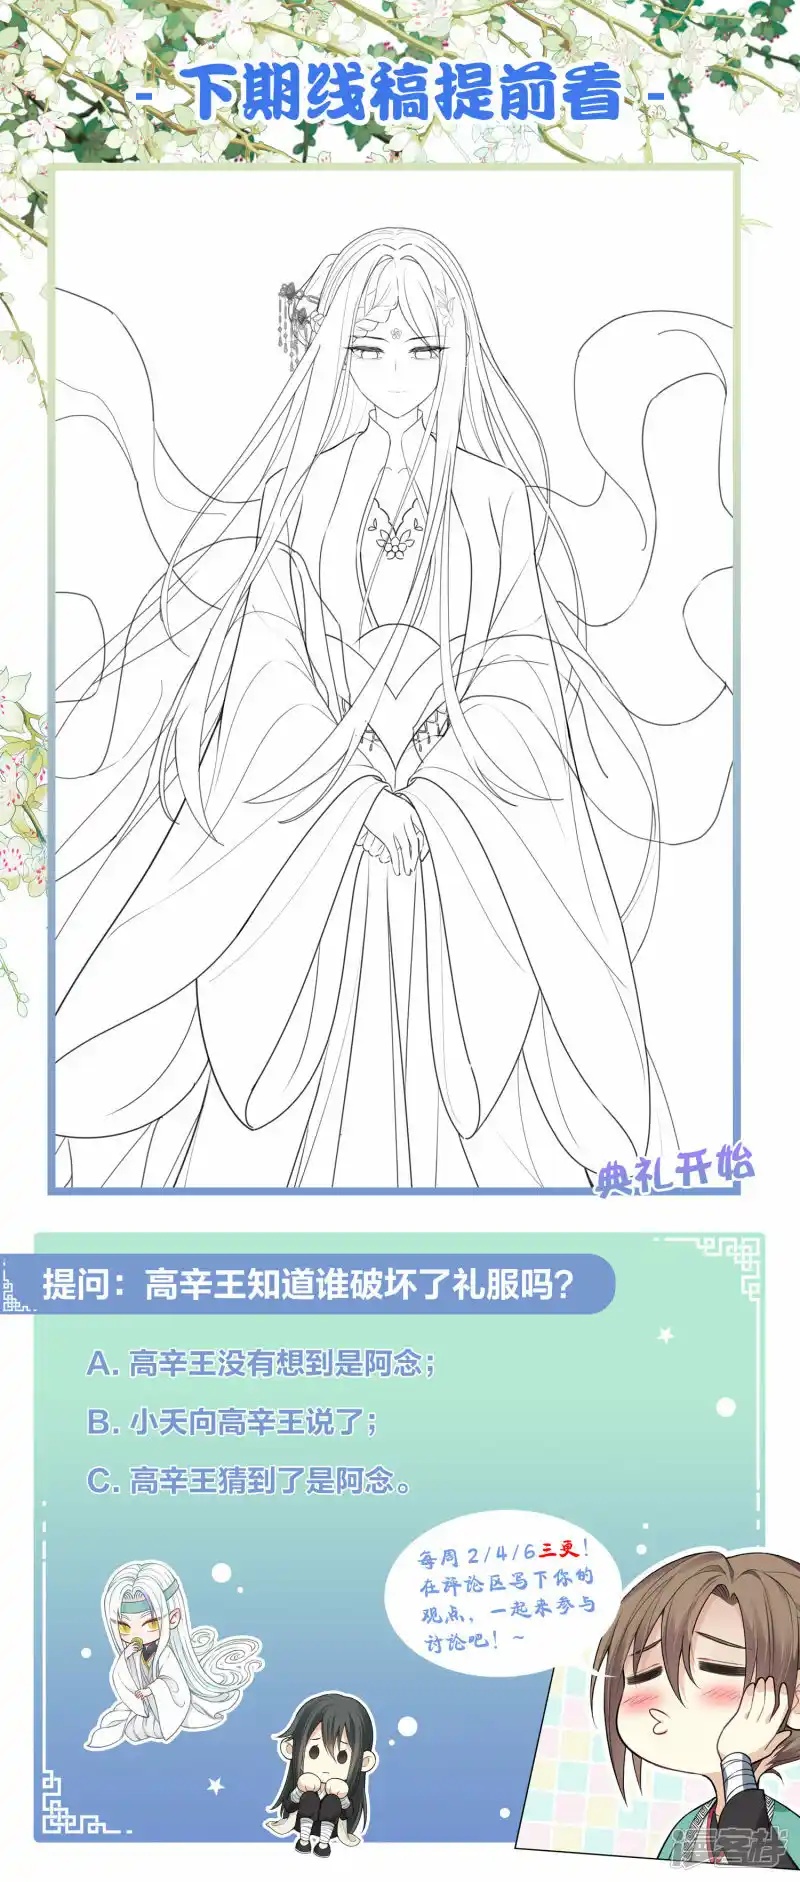 - 下期线稿提前看 -
典礼开始
提问：高辛王知道谁破坏了礼服吗？
A. 高辛王没有想到是阿念；
B. 小夭向高辛王说了；
C. 高辛王猜到了是阿念。
每周 2/4/6三更！
在评论区写下你的
观点，一起来参与
讨论吧！~
漫客栈